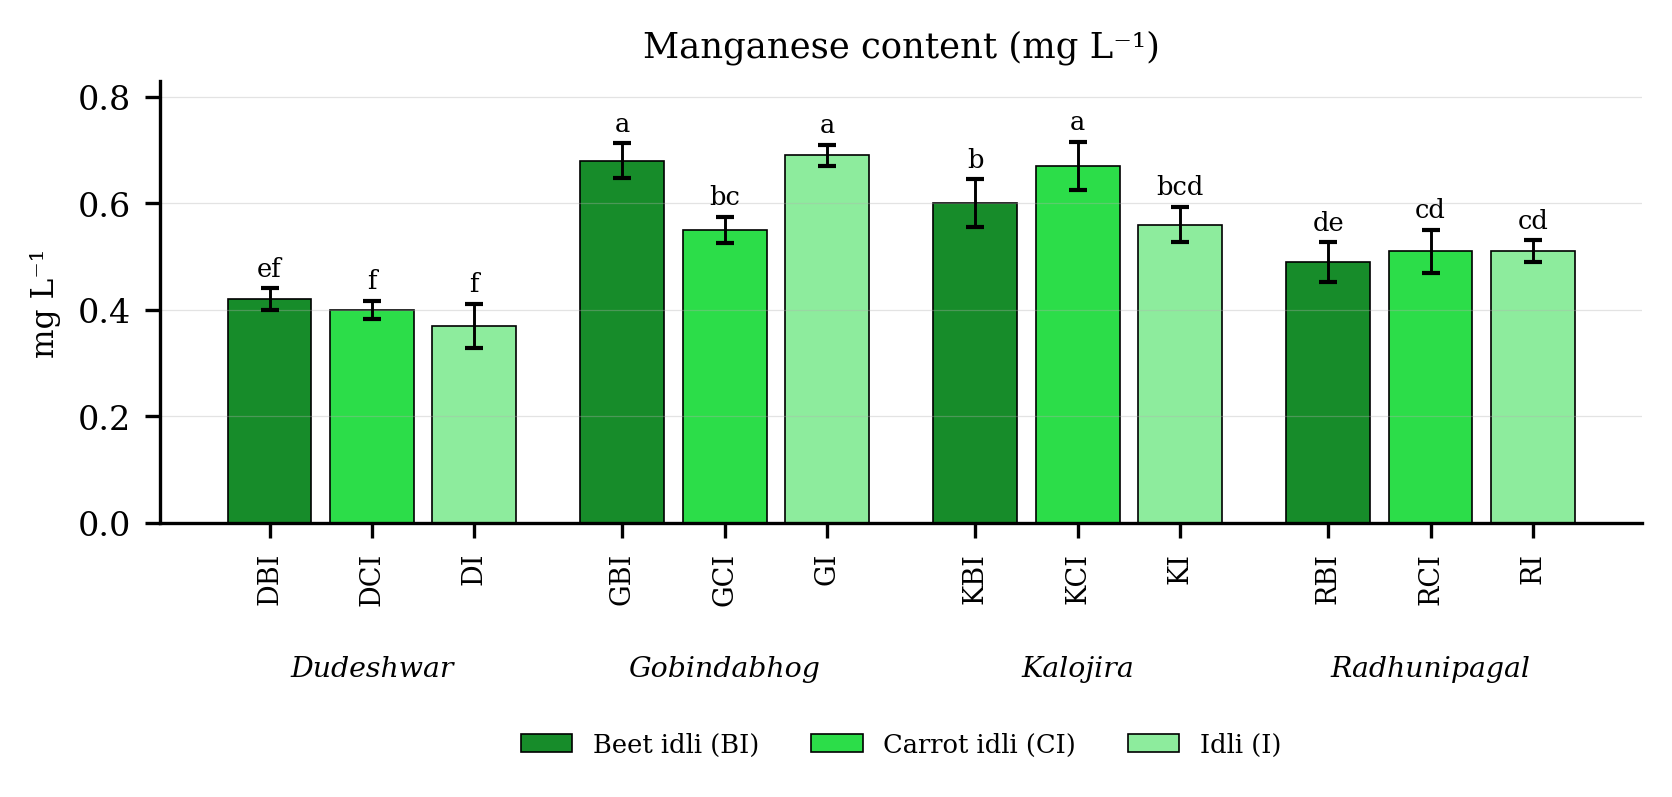 Manganese content (mg L⁻¹)
mg L⁻¹
0.8
0.6
0.4
0.2
0.0
ef
f
f
a
bc
a
b
a
bcd
de
cd
cd
DBI
DCI
DI
GBI
GCI
GI
KBI
KCI
KI
RBI
RCI
RI
Dudeshwar
Gobindabhog
Kalojira
Radhunipagal
Beet idli (BI)
Carrot idli (CI)
Idli (I)